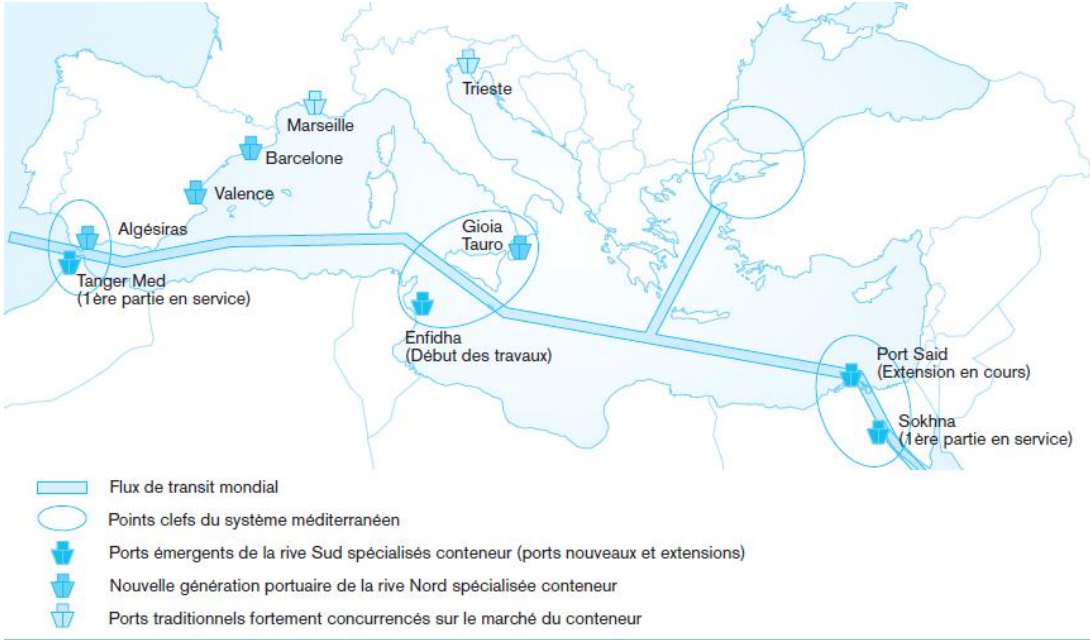 Trieste
Marseille
Barcelone
Valence
Algésiras
Gioia
Tauro
Tanger Med
(1ère partie en service)
Enfidha
(Début des travaux)
Port Said
(Extension en cours)
Sokhna
(1ère partie en service)
Flux de transit mondial
Points clefs du système méditerranéen
Ports émergents de la rive Sud spécialisés conteneur (ports nouveaux et extensions)
Nouvelle génération portuaire de la rive Nord spécialisée conteneur
Ports traditionnels fortement concurrencés sur le marché du conteneur